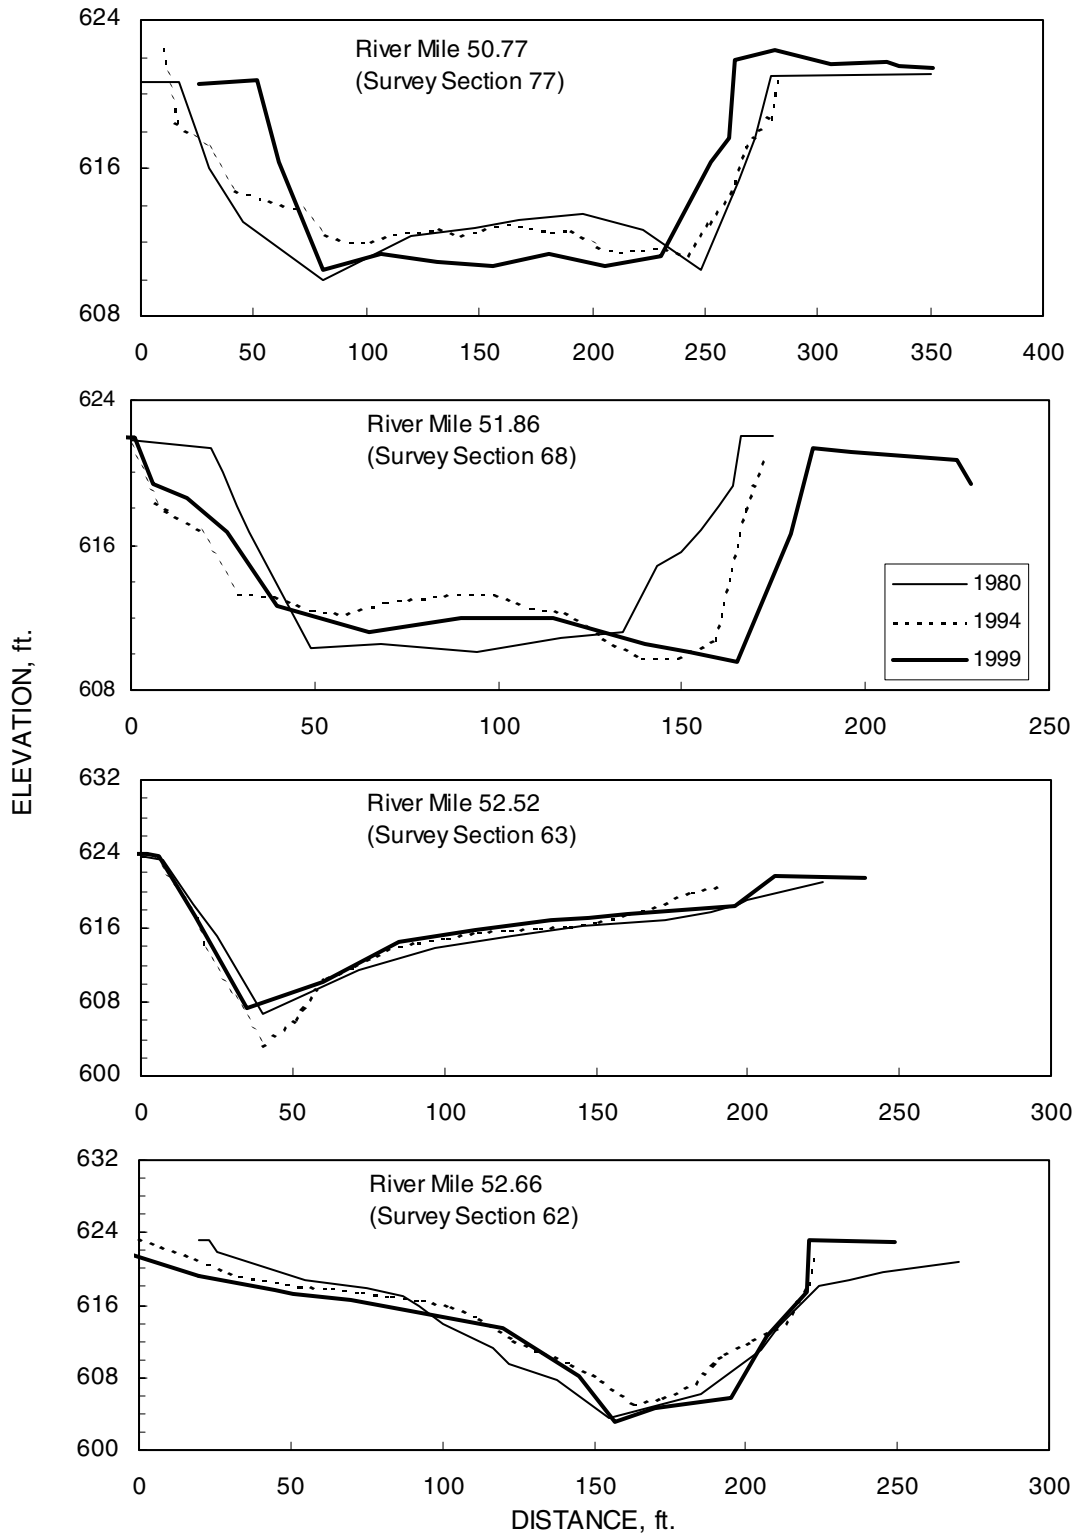 624
616
608
River Mile 50.77
(Survey Section 77)
0 50 100 150 200 250 300 350 400
624
616
608
River Mile 51.86
(Survey Section 68)
1980
1994
1999
0 50 100 150 200 250
ELEVATION, ft.
632
624
616
608
600
River Mile 52.52
(Survey Section 63)
0 50 100 150 200 250 300
632
624
616
608
600
River Mile 52.66
(Survey Section 62)
0 50 100 150 200 250 300
DISTANCE, ft.